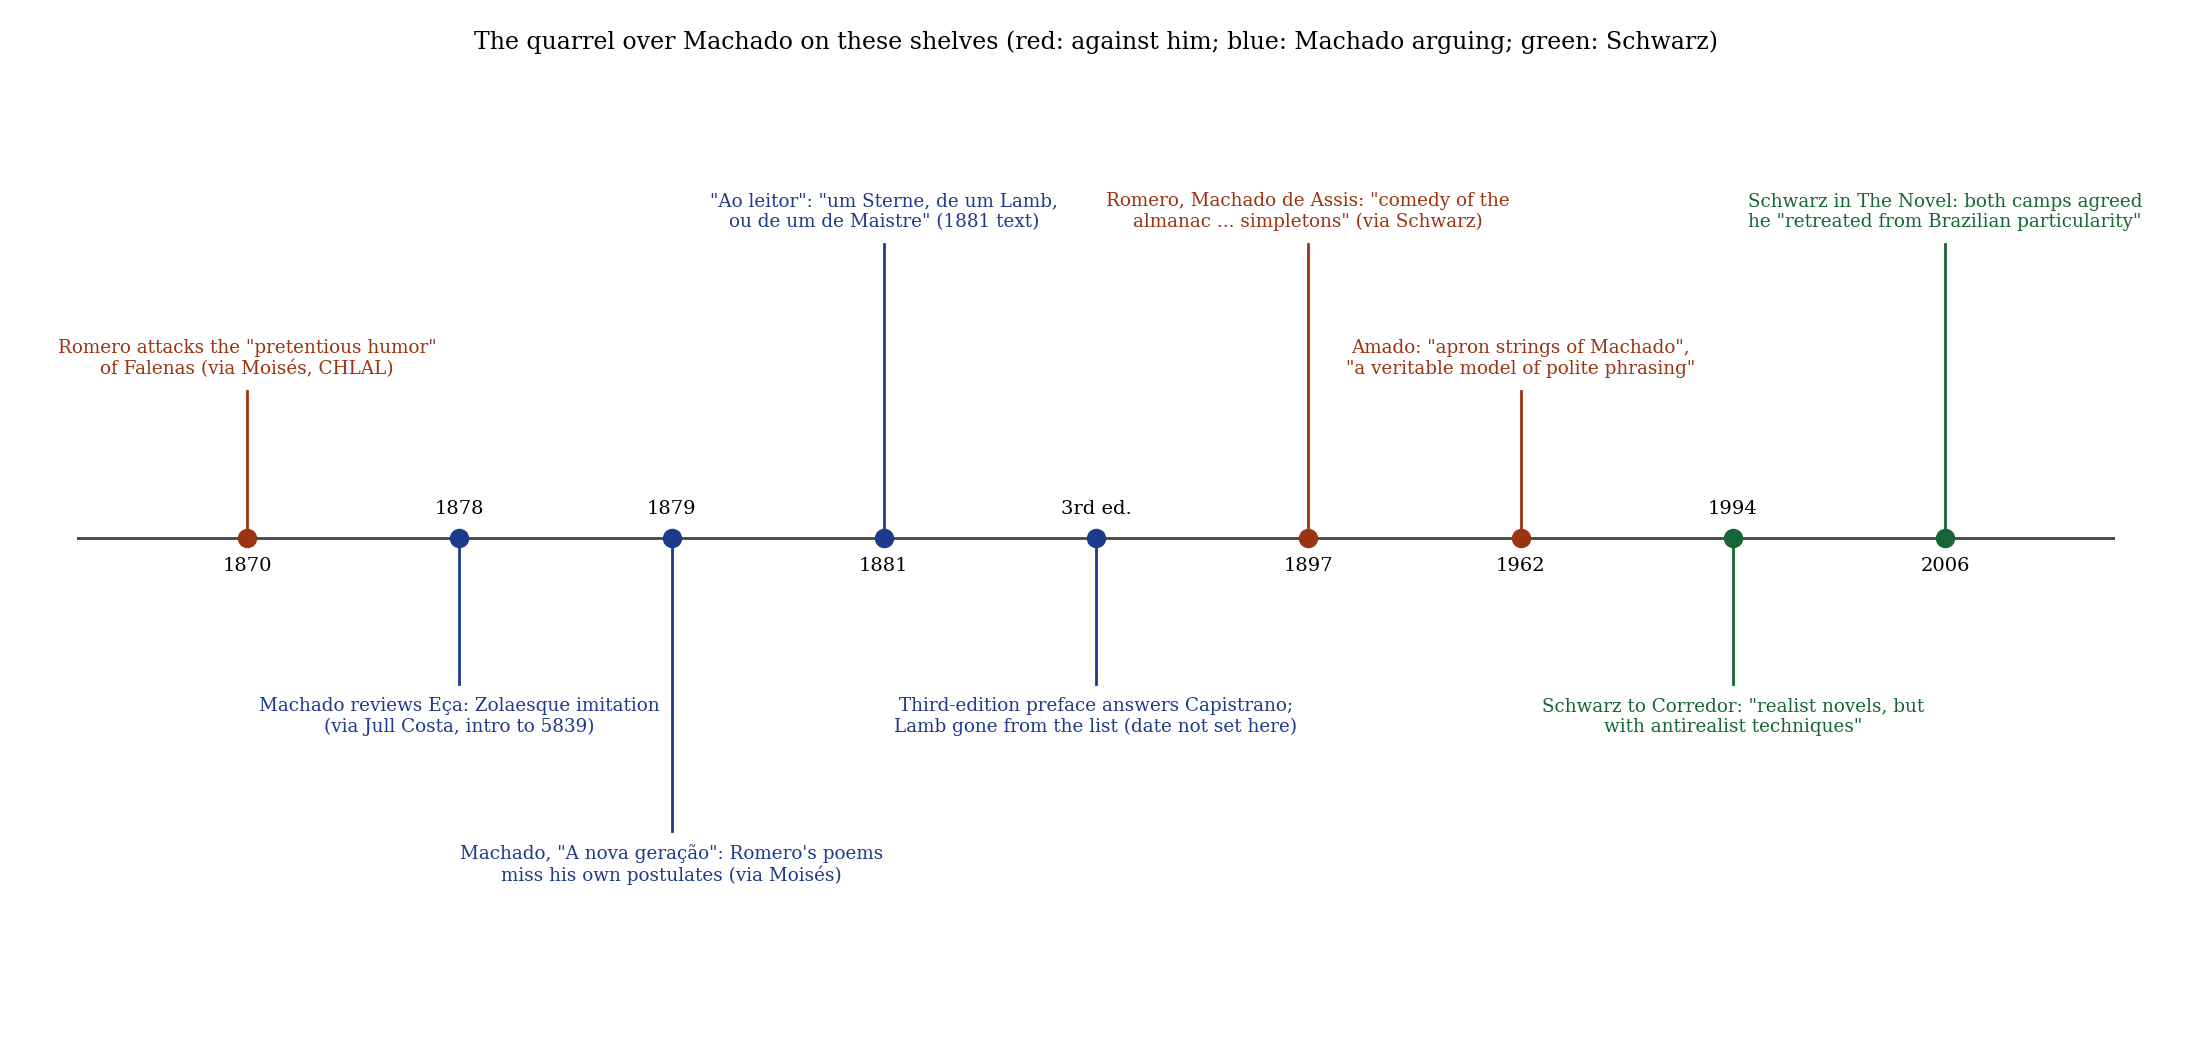 The quarrel over Machado on these shelves (red: against him; blue: Machado arguing; green: Schwarz)
"Ao leitor": "um Sterne, de um Lamb,
ou de um de Maistre" (1881 text)
Romero, Machado de Assis: "comedy of the
almanac ... simpletons" (via Schwarz)
Schwarz in The Novel: both camps agreed
he "retreated from Brazilian particularity"
Romero attacks the "pretentious humor"
of Falenas (via Moisés, CHLAL)
Amado: "apron strings of Machado",
"a veritable model of polite phrasing"
1878
1879
3rd ed.
1994
1870
1881
1897
1962
2006
Machado reviews Eça: Zolaesque imitation
(via Jull Costa, intro to 5839)
Third-edition preface answers Capistrano;
Lamb gone from the list (date not set here)
Schwarz to Corredor: "realist novels, but
with antirealist techniques"
Machado, "A nova geração": Romero's poems
miss his own postulates (via Moisés)